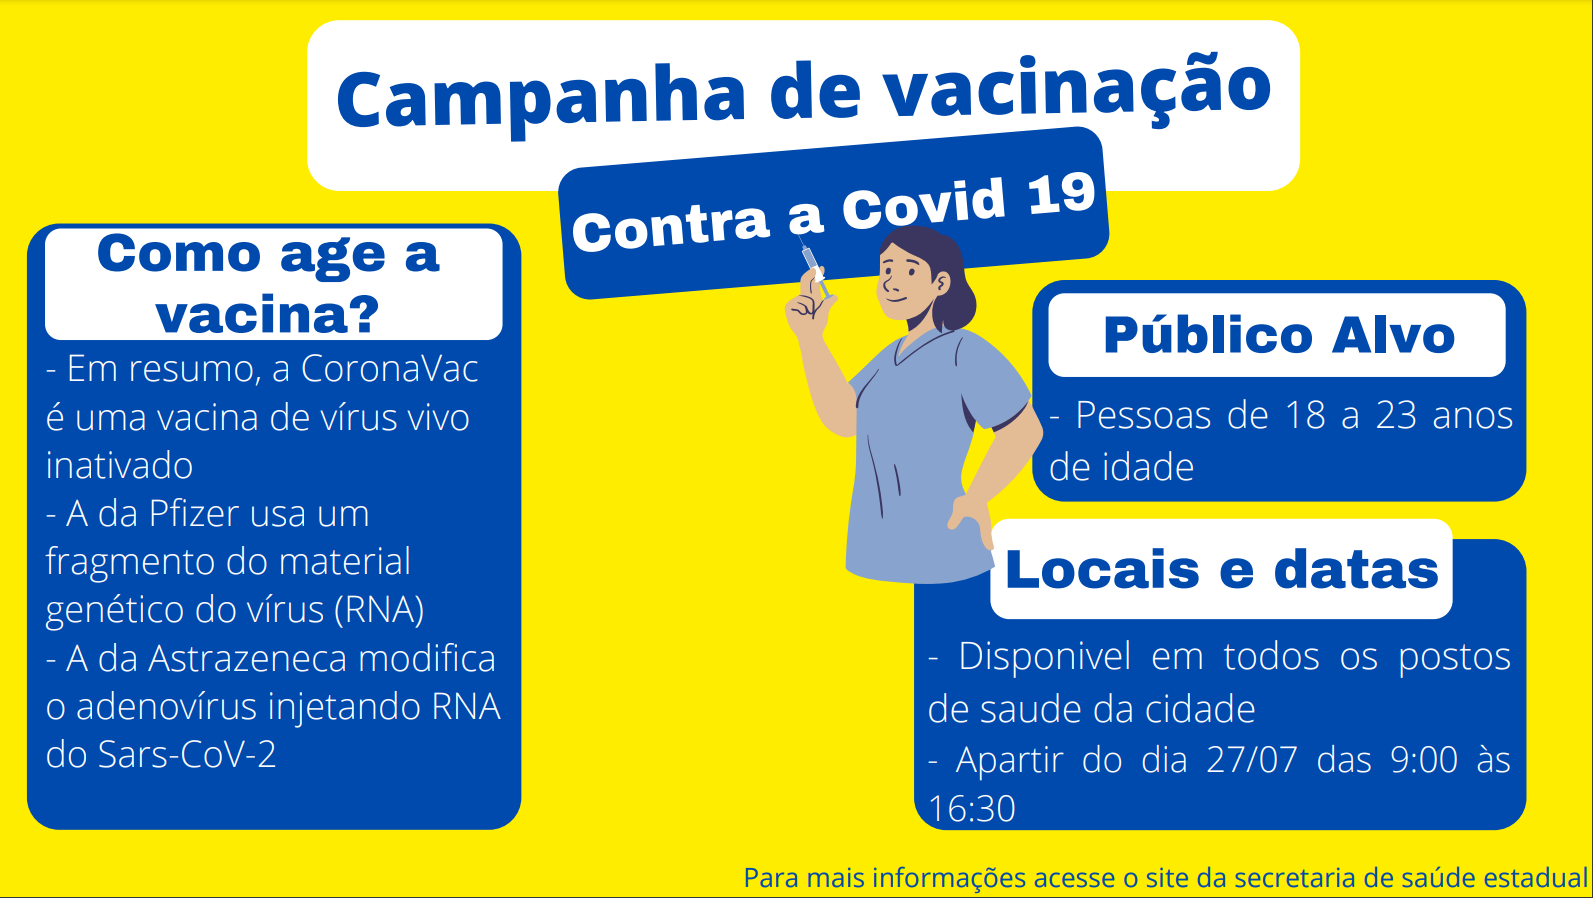 Campanha de vacinação
Contra a Covid 19
Como age a
vacina?
- Em resumo, a CoronaVac
é uma vacina de vírus vivo
inativado
- A da Pfizer usa um
fragmento do material
genético do vírus (RNA)
- A da Astrazeneca modifica
o adenovírus injetando RNA
do Sars-CoV-2
Público Alvo
- Pessoas de 18 a 23 anos
de idade
Locais e datas
- Disponivel em todos os postos
de saude da cidade
- Apartir do dia 27/07 das 9:00 às
16:30
Para mais informações acesse o site da secretaria de saúde estadual